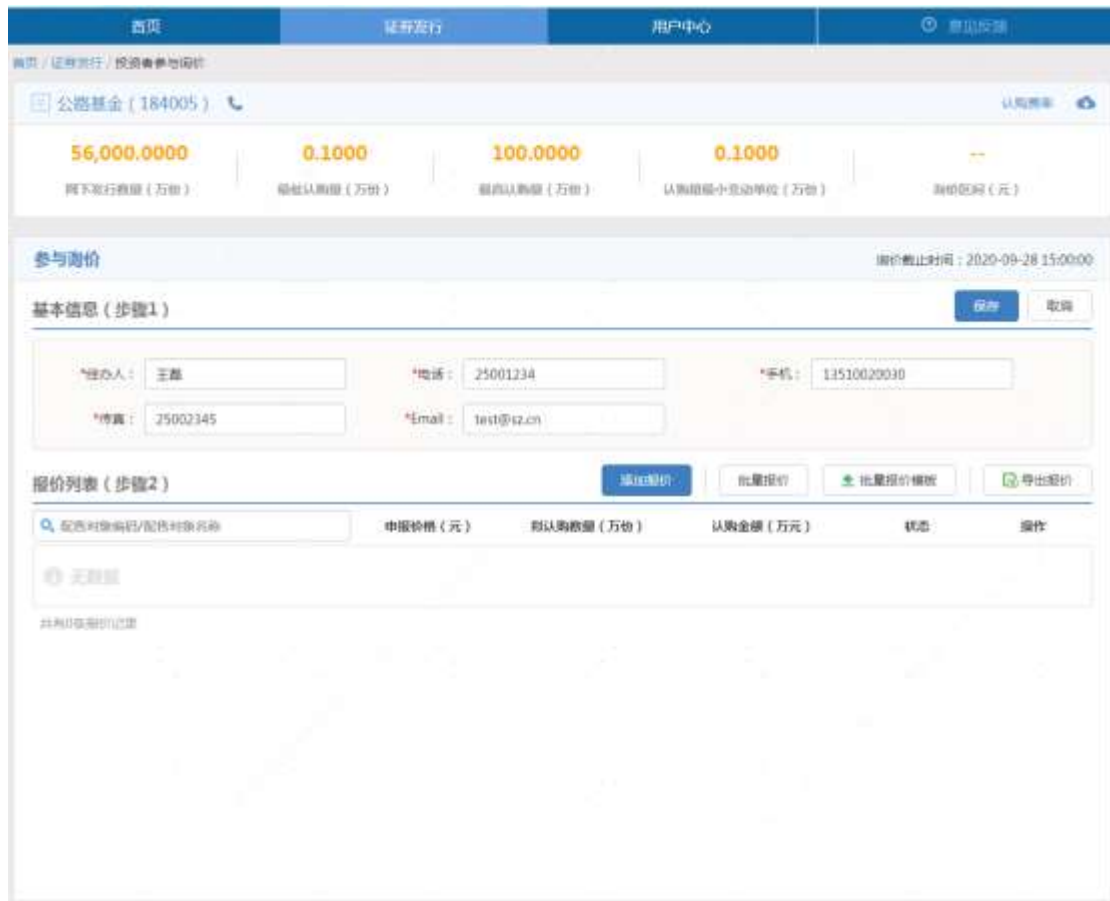 首页 证券发行 用户中心 意见反馈
首页 / 证券发行 / 投资者参与询价
公路基金 ( 184005 ) 认购费率
56,000.0000 0.1000 100.0000 0.1000 --
网下发行数量 ( 万份 ) 最低认购量 ( 万份 ) 最高认购量 ( 万份 ) 认购量最小变动单位 ( 万份 ) 询价区间 ( 元 )
参与询价 询价截止时间 : 2020-09-28 15:00:00
基本信息 ( 步骤1 ) 保存 取消
*经办人 : 王磊 *电话 : 25001234 *手机 : 13510020030
*传真 : 25002345 *Email : test@sz.cn
报价列表 ( 步骤2 ) 添加报价 批量报价 批量报价模板 导出报价
配售对象编码/配售对象名称 申报价格 ( 元 ) 拟认购数量 ( 万份 ) 认购金额 ( 万元 ) 状态 操作
无数据
共有0条报价记录